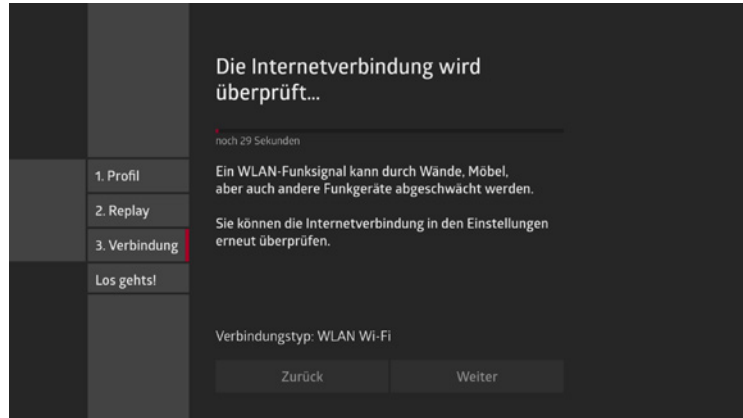 Die Internetverbindung wird
überprüft...
noch 29 Sekunden
1. Profil
2. Replay
3. Verbindung
Los gehts!
Ein WLAN-Funksignal kann durch Wände, Möbel,
aber auch andere Funkgeräte abgeschwächt werden.
Sie können die Internetverbindung in den Einstellungen
erneut überprüfen.
Verbindungstyp: WLAN Wi-Fi
Zurück
Weiter